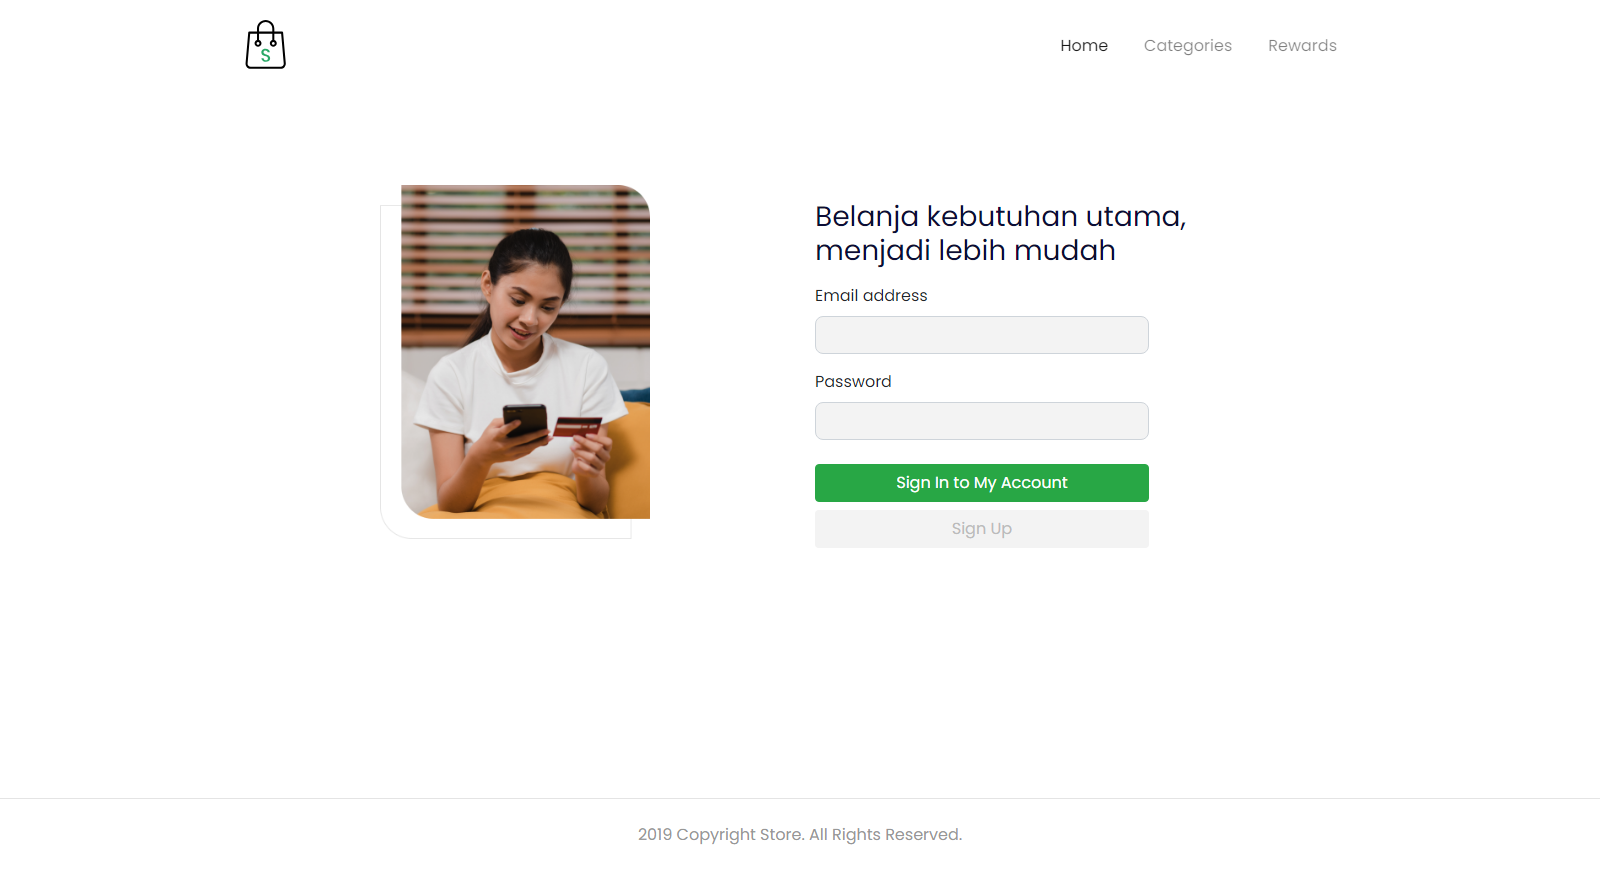 S
Home
Categories
Rewards
Belanja kebutuhan utama,
menjadi lebih mudah
Email address
Password
Sign In to My Account
Sign Up
2019 Copyright Store. All Rights Reserved.